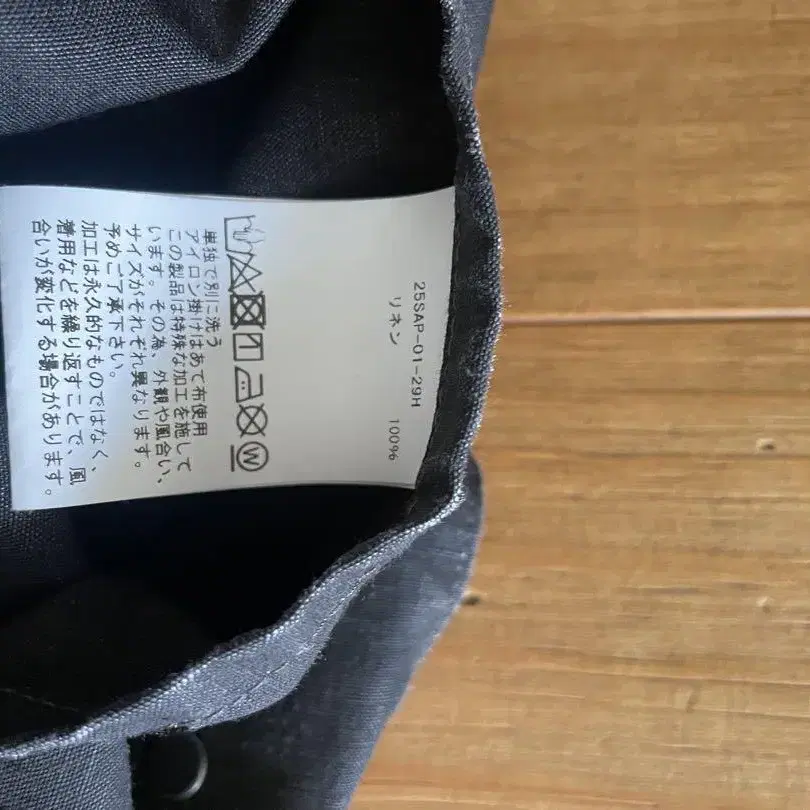 25SAP-01-29H
リネン 100%
単独で別に洗う
アイロン掛けはあて布使用
この製品は特殊な加工を施して
います。その為、外観や風合い、
サイズがそれぞれ異なります。
予めご了承下さい。
加工は永久的なものではなく、
着用などを繰り返すことで、風
合いが変化する場合があります。